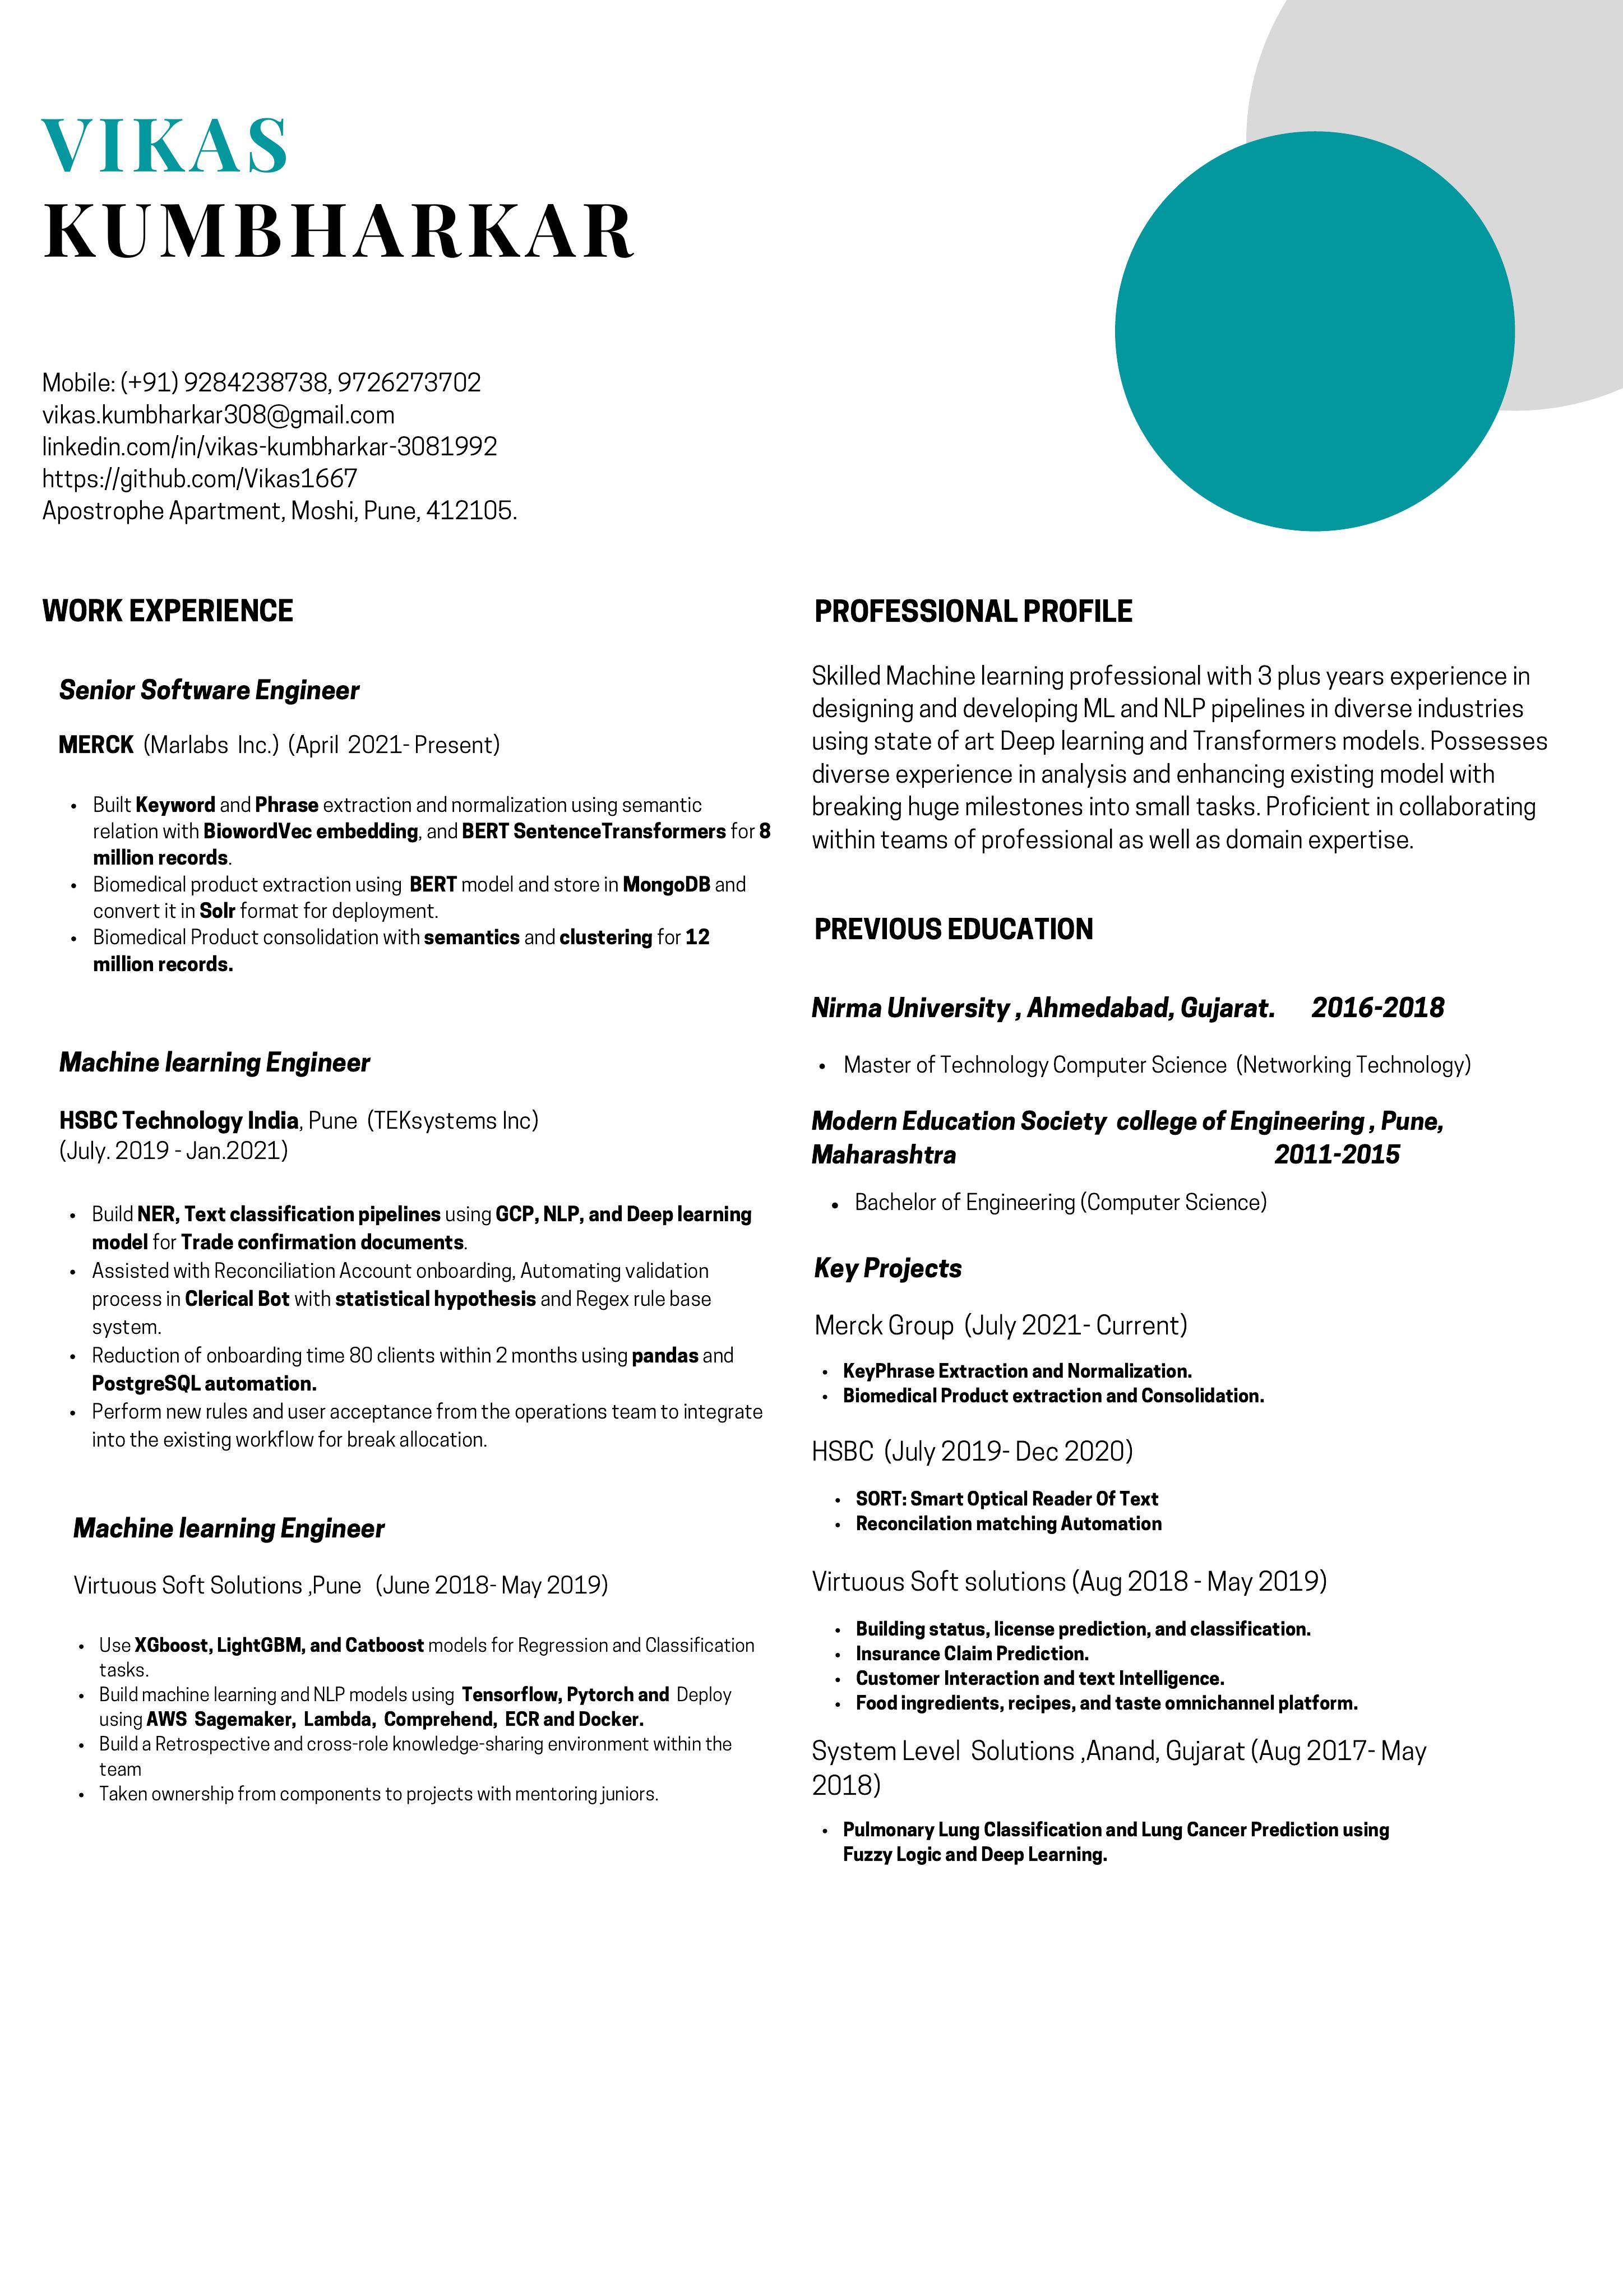 VIKAS
KUMBHARKAR
Mobile: (+91) 9284238738, 9726273702
vikas.kumbharkar308@gmail.com
linkedin.com/in/vikas-kumbharkar-3081992
https://github.com/Vikas1667
Apostrophe Apartment, Moshi, Pune, 412105.
WORK EXPERIENCE
Senior Software Engineer
MERCK (Marlabs Inc.) (April 2021- Present)
• Built Keyword and Phrase extraction and normalization using semantic
relation with BiowordVec embedding, and BERT SentenceTransformers for 8
million records.
• Biomedical product extraction using BERT model and store in MongoDB and
convert it in Solr format for deployment.
• Biomedical Product consolidation with semantics and clustering for 12
million records.
Machine learning Engineer
HSBC Technology India, Pune (TEKsystems Inc)
(July. 2019 - Jan.2021)
• Build NER, Text classification pipelines using GCP, NLP, and Deep learning
model for Trade confirmation documents.
• Assisted with Reconciliation Account onboarding, Automating validation
process in Clerical Bot with statistical hypothesis and Regex rule base
system.
• Reduction of onboarding time 80 clients within 2 months using pandas and
PostgreSQL automation.
• Perform new rules and user acceptance from the operations team to integrate
into the existing workflow for break allocation.
Machine learning Engineer
Virtuous Soft Solutions ,Pune (June 2018- May 2019)
• Use XGboost, LightGBM, and Catboost models for Regression and Classification
tasks.
• Build machine learning and NLP models using Tensorflow, Pytorch and Deploy
using AWS Sagemaker, Lambda, Comprehend, ECR and Docker.
• Build a Retrospective and cross-role knowledge-sharing environment within the
team
• Taken ownership from components to projects with mentoring juniors.
PROFESSIONAL PROFILE
Skilled Machine learning professional with 3 plus years experience in
designing and developing ML and NLP pipelines in diverse industries
using state of art Deep learning and Transformers models. Possesses
diverse experience in analysis and enhancing existing model with
breaking huge milestones into small tasks. Proficient in collaborating
within teams of professional as well as domain expertise.
PREVIOUS EDUCATION
Nirma University , Ahmedabad, Gujarat. 2016-2018
• Master of Technology Computer Science (Networking Technology)
Modern Education Society college of Engineering , Pune,
Maharashtra 2011-2015
• Bachelor of Engineering (Computer Science)
Key Projects
Merck Group (July 2021- Current)
• KeyPhrase Extraction and Normalization.
• Biomedical Product extraction and Consolidation.
HSBC (July 2019- Dec 2020)
• SORT: Smart Optical Reader Of Text
• Reconcilation matching Automation
Virtuous Soft solutions (Aug 2018 - May 2019)
• Building status, license prediction, and classification.
• Insurance Claim Prediction.
• Customer Interaction and text Intelligence.
• Food ingredients, recipes, and taste omnichannel platform.
System Level Solutions ,Anand, Gujarat (Aug 2017- May
2018)
• Pulmonary Lung Classification and Lung Cancer Prediction using
Fuzzy Logic and Deep Learning.